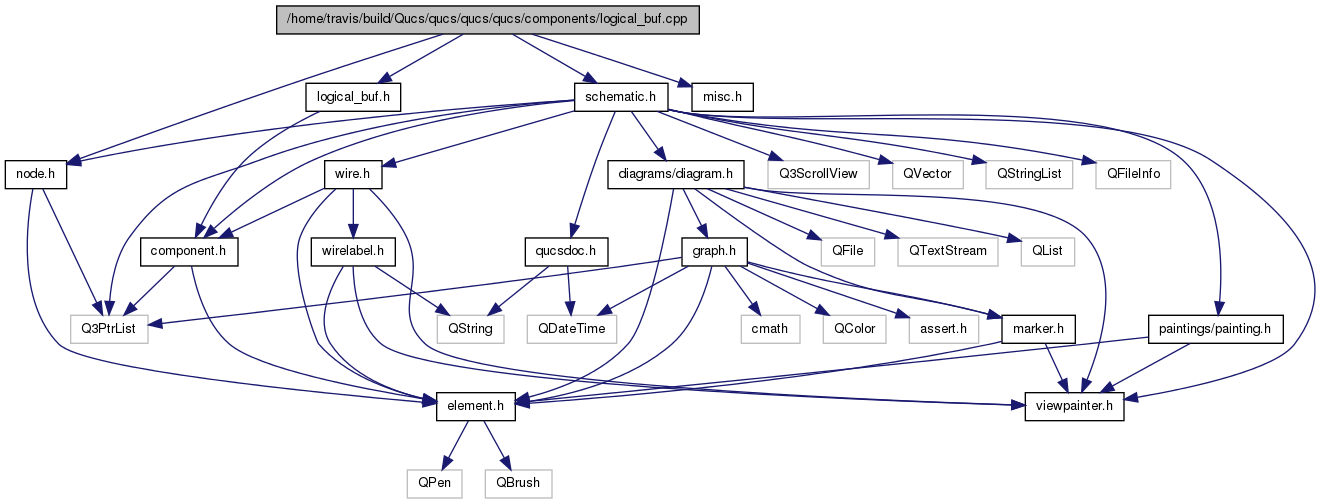 /home/travis/build/Qucs/qucs/qucs/qucs/components/logical_buf.cpp
logical_buf.h
schematic.h
misc.h
node.h
wire.h
diagrams/diagram.h
Q3ScrollView
QVector
QStringList
QFileInfo
component.h
wirelabel.h
qucsdoc.h
graph.h
QFile
QTextStream
QList
Q3PtrList
QString
QDateTime
cmath
QColor
assert.h
marker.h
paintings/painting.h
element.h
viewpainter.h
QPen
QBrush